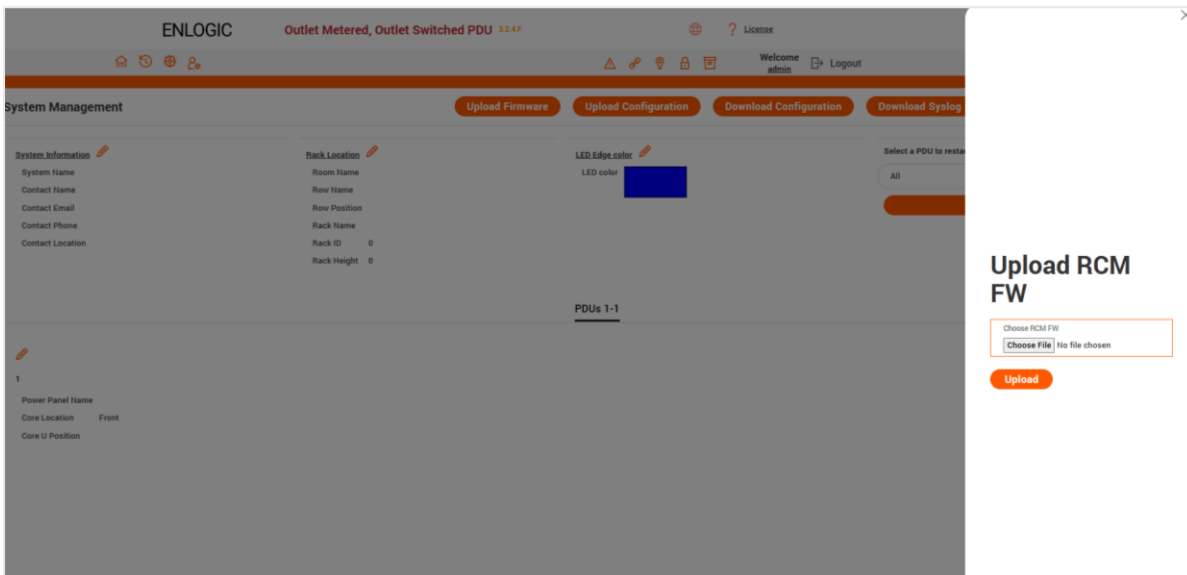 ENLOGIC
Outlet Metered, Outlet Switched PDU 3.2.4.F
? License
Welcome
admin
Logout
System Management
Upload Firmware
Upload Configuration
Download Configuration
Download Syslog
System Information
System Name
Contact Name
Contact Email
Contact Phone
Contact Location
Rack Location
Room Name
Row Name
Row Position
Rack Name
Rack ID 0
Rack Height 0
LED Edge color
LED color
Select a PDU to resta
All
PDUs 1-1
1
Power Panel Name
Core Location Front
Core U Position
Upload RCM
FW
Choose RCM FW
Choose File No file chosen
Upload